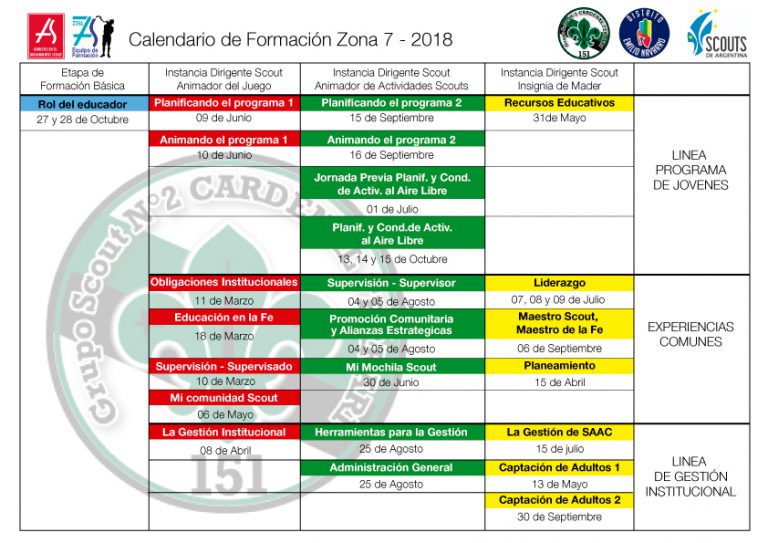 ADULTOS EN EL
MOVIMIENTO SCOUT
ZONA
7
Equipo de
Formación
Calendario de Formación Zona 7 - 2018
151
DISTRITO
EMILIO NAVARRO
SCOUTS
DE ARGENTINA
Etapa de
Formación Básica
Instancia Dirigente Scout
Animador del Juego
Instancia Dirigente Scout
Animador de Actividades Scouts
Instancia Dirigente Scout
Insignia de Mader
Rol del educador
27 y 28 de Octubre
Planificando el programa 1
09 de Junio
Planificando el programa 2
15 de Septiembre
Recursos Educativos
31de Mayo
Animando el programa 1
10 de Junio
Animando el programa 2
16 de Septiembre
Jornada Previa Planif. y Cond.
de Activ. al Aire Libre
01 de Julio
Planif. y Cond.de Activ.
al Aire Libre
13, 14 y 15 de Octubre
LINEA
PROGRAMA
DE JOVENES
Obligaciones Institucionales
11 de Marzo
Supervisión - Supervisor
04 y 05 de Agosto
Liderazgo
07, 08 y 09 de Julio
Educación en la Fe
18 de Marzo
Promoción Comunitaria
y Alianzas Estrategicas
04 y 05 de Agosto
Maestro Scout,
Maestro de la Fe
06 de Septiembre
Supervisión - Supervisado
10 de Marzo
Mi Mochila Scout
30 de Junio
Planeamiento
15 de Abril
Mi comunidad Scout
06 de Mayo
EXPERIENCIAS
COMUNES
La Gestión Institucional
08 de Abril
Herramientas para la Gestión
25 de Agosto
La Gestión de SAAC
15 de julio
Administración General
25 de Agosto
Captación de Adultos 1
13 de Mayo
Captación de Adultos 2
30 de Septiembre
LINEA
DE GESTIÓN
INSTITUCIONAL
Grupo Scout Nº2
151